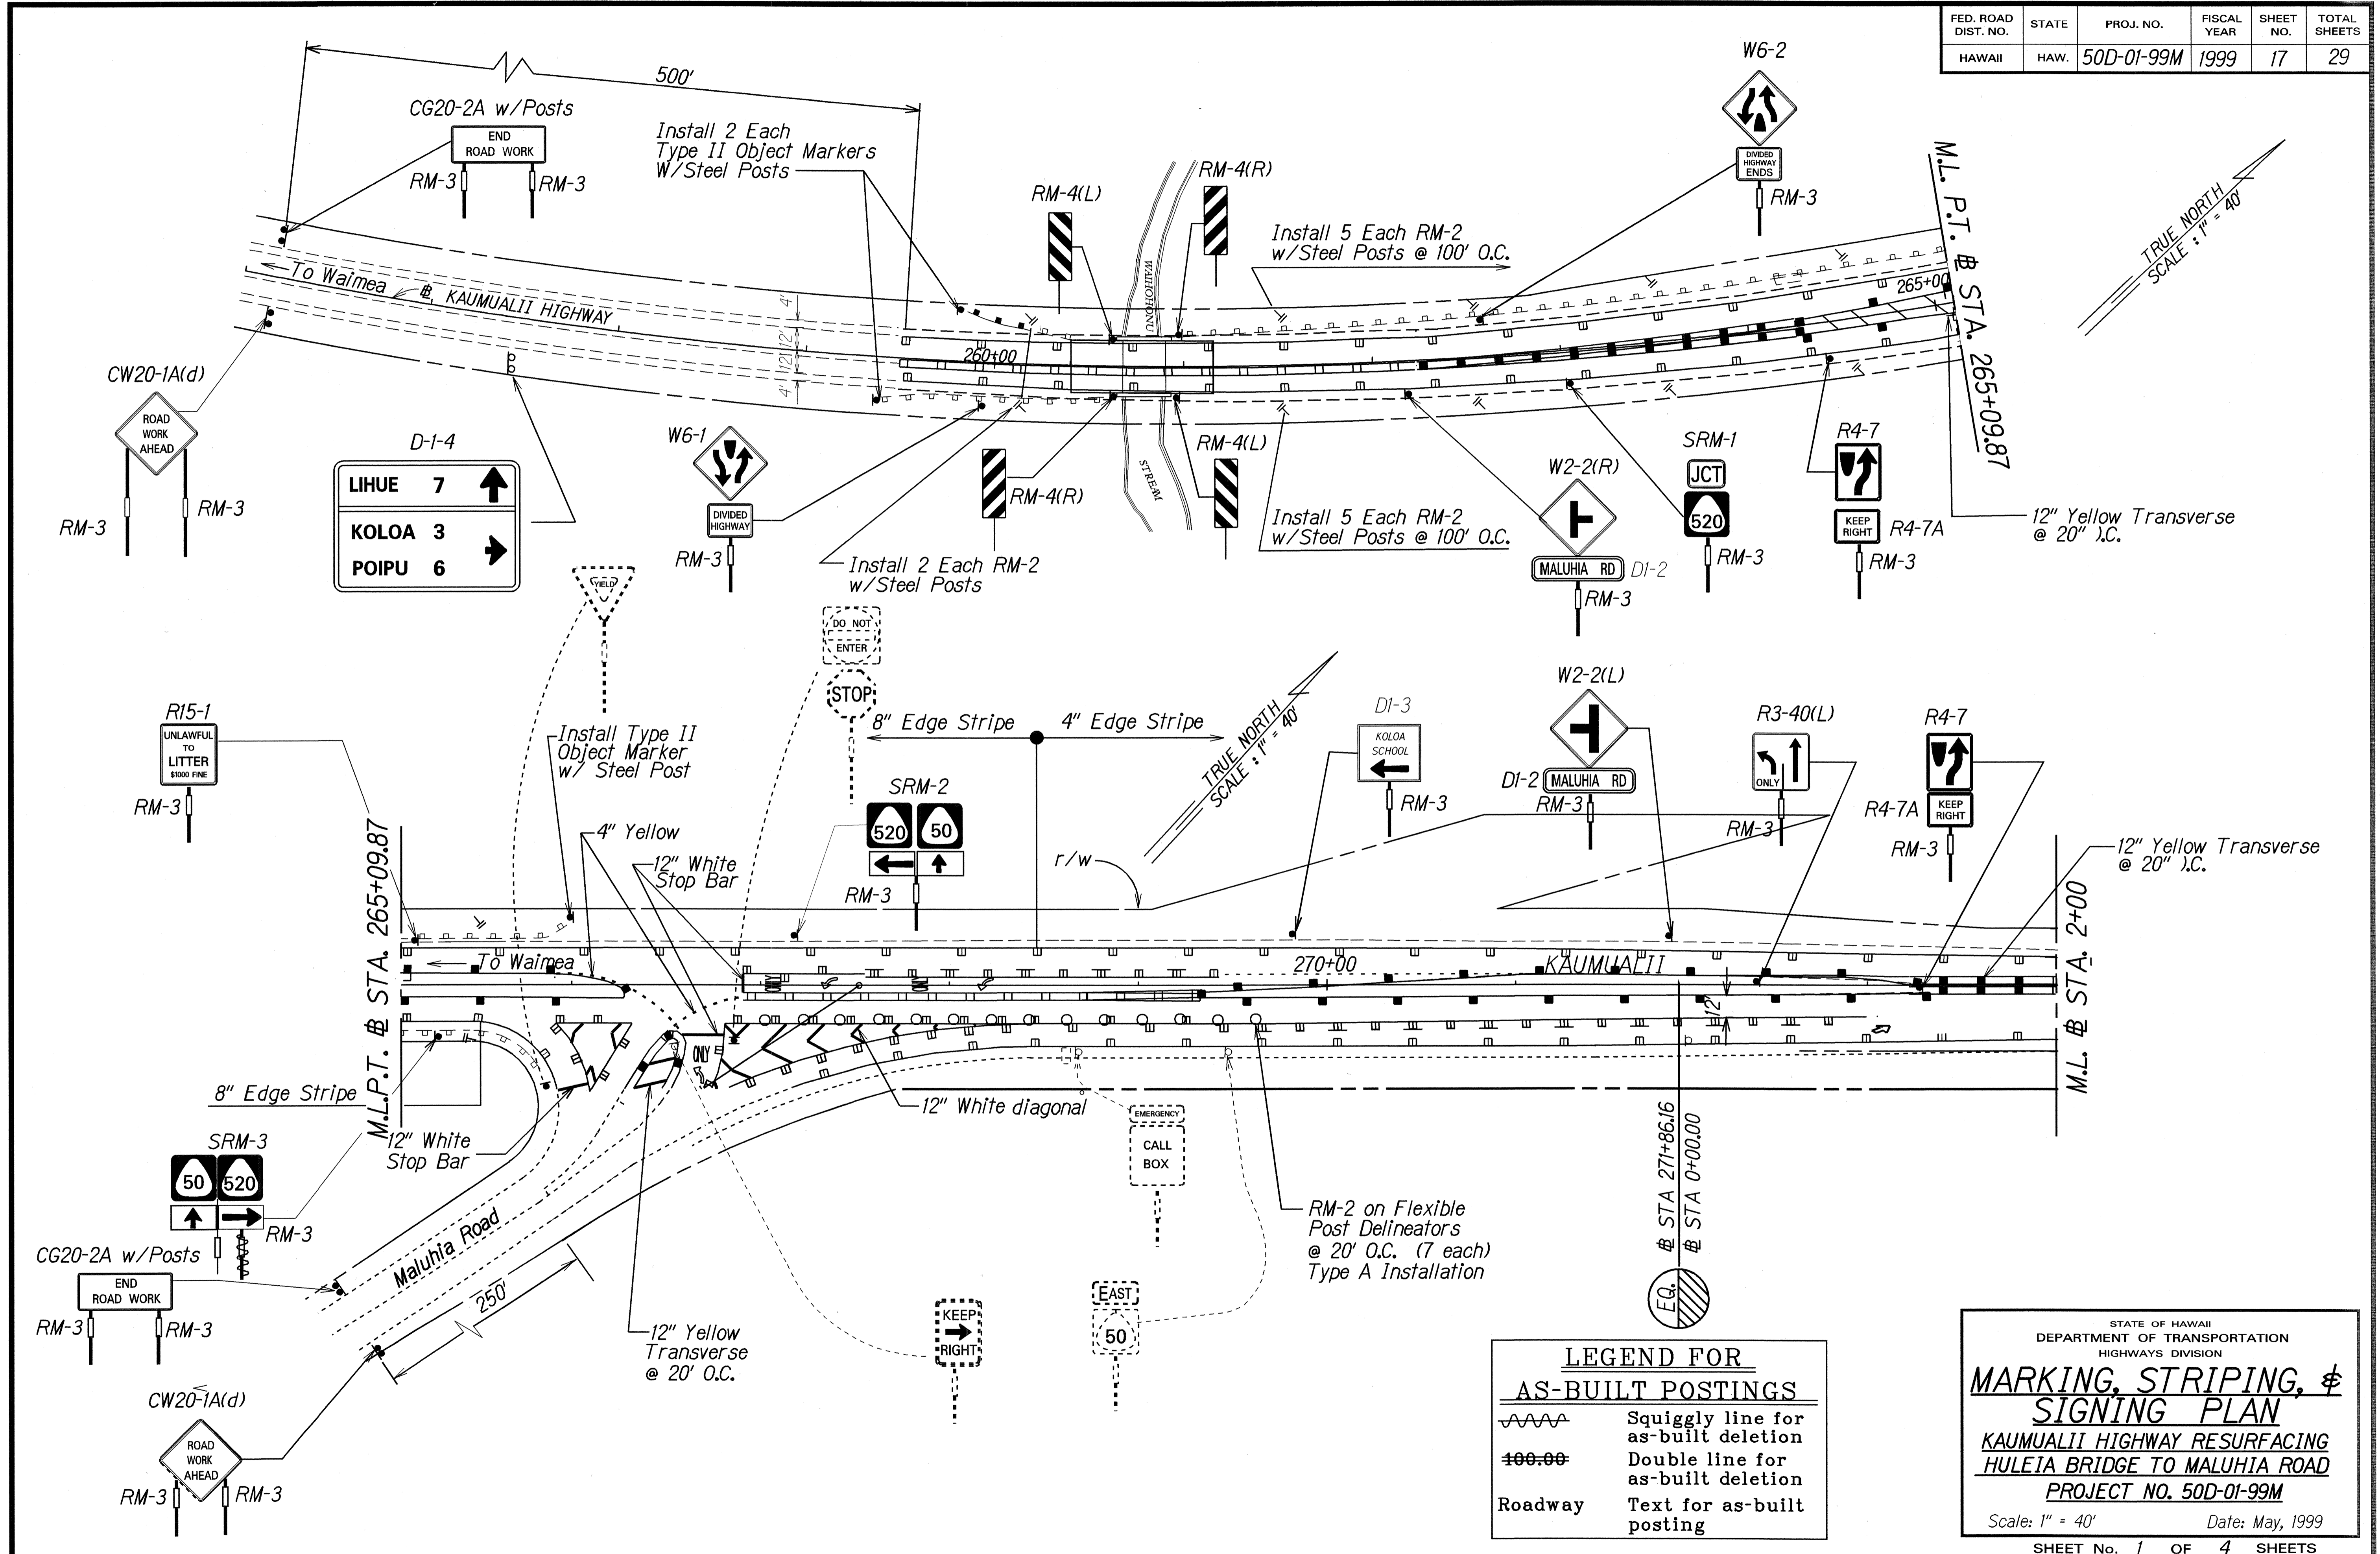 FED. ROAD DIST. NO.
STATE
PROJ. NO.
FISCAL YEAR
SHEET NO.
TOTAL SHEETS
HAWAII
HAW.
50D-01-99M
1999
17
29
500'
CG20-2A w/Posts
END
ROAD WORK
RM-3
RM-3
Install 2 Each
Type II Object Markers
W/Steel Posts
RM-4(L)
RM-4(R)
WAIHOHONU
Install 5 Each RM-2
w/Steel Posts @ 100' O.C.
W6-2
DIVIDED
HIGHWAY
ENDS
RM-3
M.L. P.T. ℄ STA. 265+09.87
TRUE NORTH
SCALE : 1" = 40'
To Waimea
℄ KAUMUALII HIGHWAY
4'
12'
12'
4'
260+00
265+00
CW20-1A(d)
ROAD
WORK
AHEAD
RM-3
RM-3
D-1-4
LIHUE 7
KOLOA 3
POIPU 6
W6-1
DIVIDED
HIGHWAY
RM-3
Install 2 Each RM-2
w/Steel Posts
RM-4(R)
STREAM
RM-4(L)
Install 5 Each RM-2
w/Steel Posts @ 100' O.C.
W2-2(R)
MALUHIA RD D1-2
RM-3
SRM-1
JCT
520
RM-3
R4-7
KEEP
RIGHT
R4-7A
RM-3
12" Yellow Transverse
@ 20" ).C.
YIELD
DO NOT
ENTER
STOP
R15-1
UNLAWFUL
TO
LITTER
$1000 FINE
RM-3
Install Type II
Object Marker
w/ Steel Post
8" Edge Stripe
4" Edge Stripe
TRUE NORTH
SCALE : 1" = 40'
D1-3
KOLOA
SCHOOL
RM-3
W2-2(L)
D1-2 MALUHIA RD
RM-3
R3-40(L)
ONLY
RM-3
R4-7
R4-7A
KEEP
RIGHT
RM-3
12" Yellow Transverse
@ 20" ).C.
4" Yellow
12" White
Stop Bar
SRM-2
520
50
RM-3
r/w
M.L.P.T. ℄ STA. 265+09.87
To Waimea
ONLY
ONLY
270+00
KAUMUALII
12'
M.L. ℄ STA. 2+00
ONLY
8" Edge Stripe
12" White
Stop Bar
12" White diagonal
EMERGENCY
CALL
BOX
RM-2 on Flexible
Post Delineators
@ 20' O.C. (7 each)
Type A Installation
℄ STA 271+86.16
℄ STA 0+00.00
EQ.
SRM-3
50
520
RM-3
CG20-2A w/Posts
END
ROAD WORK
RM-3
RM-3
Maluhia Road
250'
12" Yellow
Transverse
@ 20' O.C.
KEEP
RIGHT
EAST
50
CW20-1A(d)
ROAD
WORK
AHEAD
RM-3
RM-3
LEGEND FOR
AS-BUILT POSTINGS
Squiggly line for
as-built deletion
100.00
Double line for
as-built deletion
Roadway
Text for as-built
posting
STATE OF HAWAII
DEPARTMENT OF TRANSPORTATION
HIGHWAYS DIVISION
MARKING, STRIPING, &
SIGNING PLAN
KAUMUALII HIGHWAY RESURFACING
HULEIA BRIDGE TO MALUHIA ROAD
PROJECT NO. 50D-01-99M
Scale: 1" = 40'
Date: May, 1999
SHEET No. 1 OF 4 SHEETS